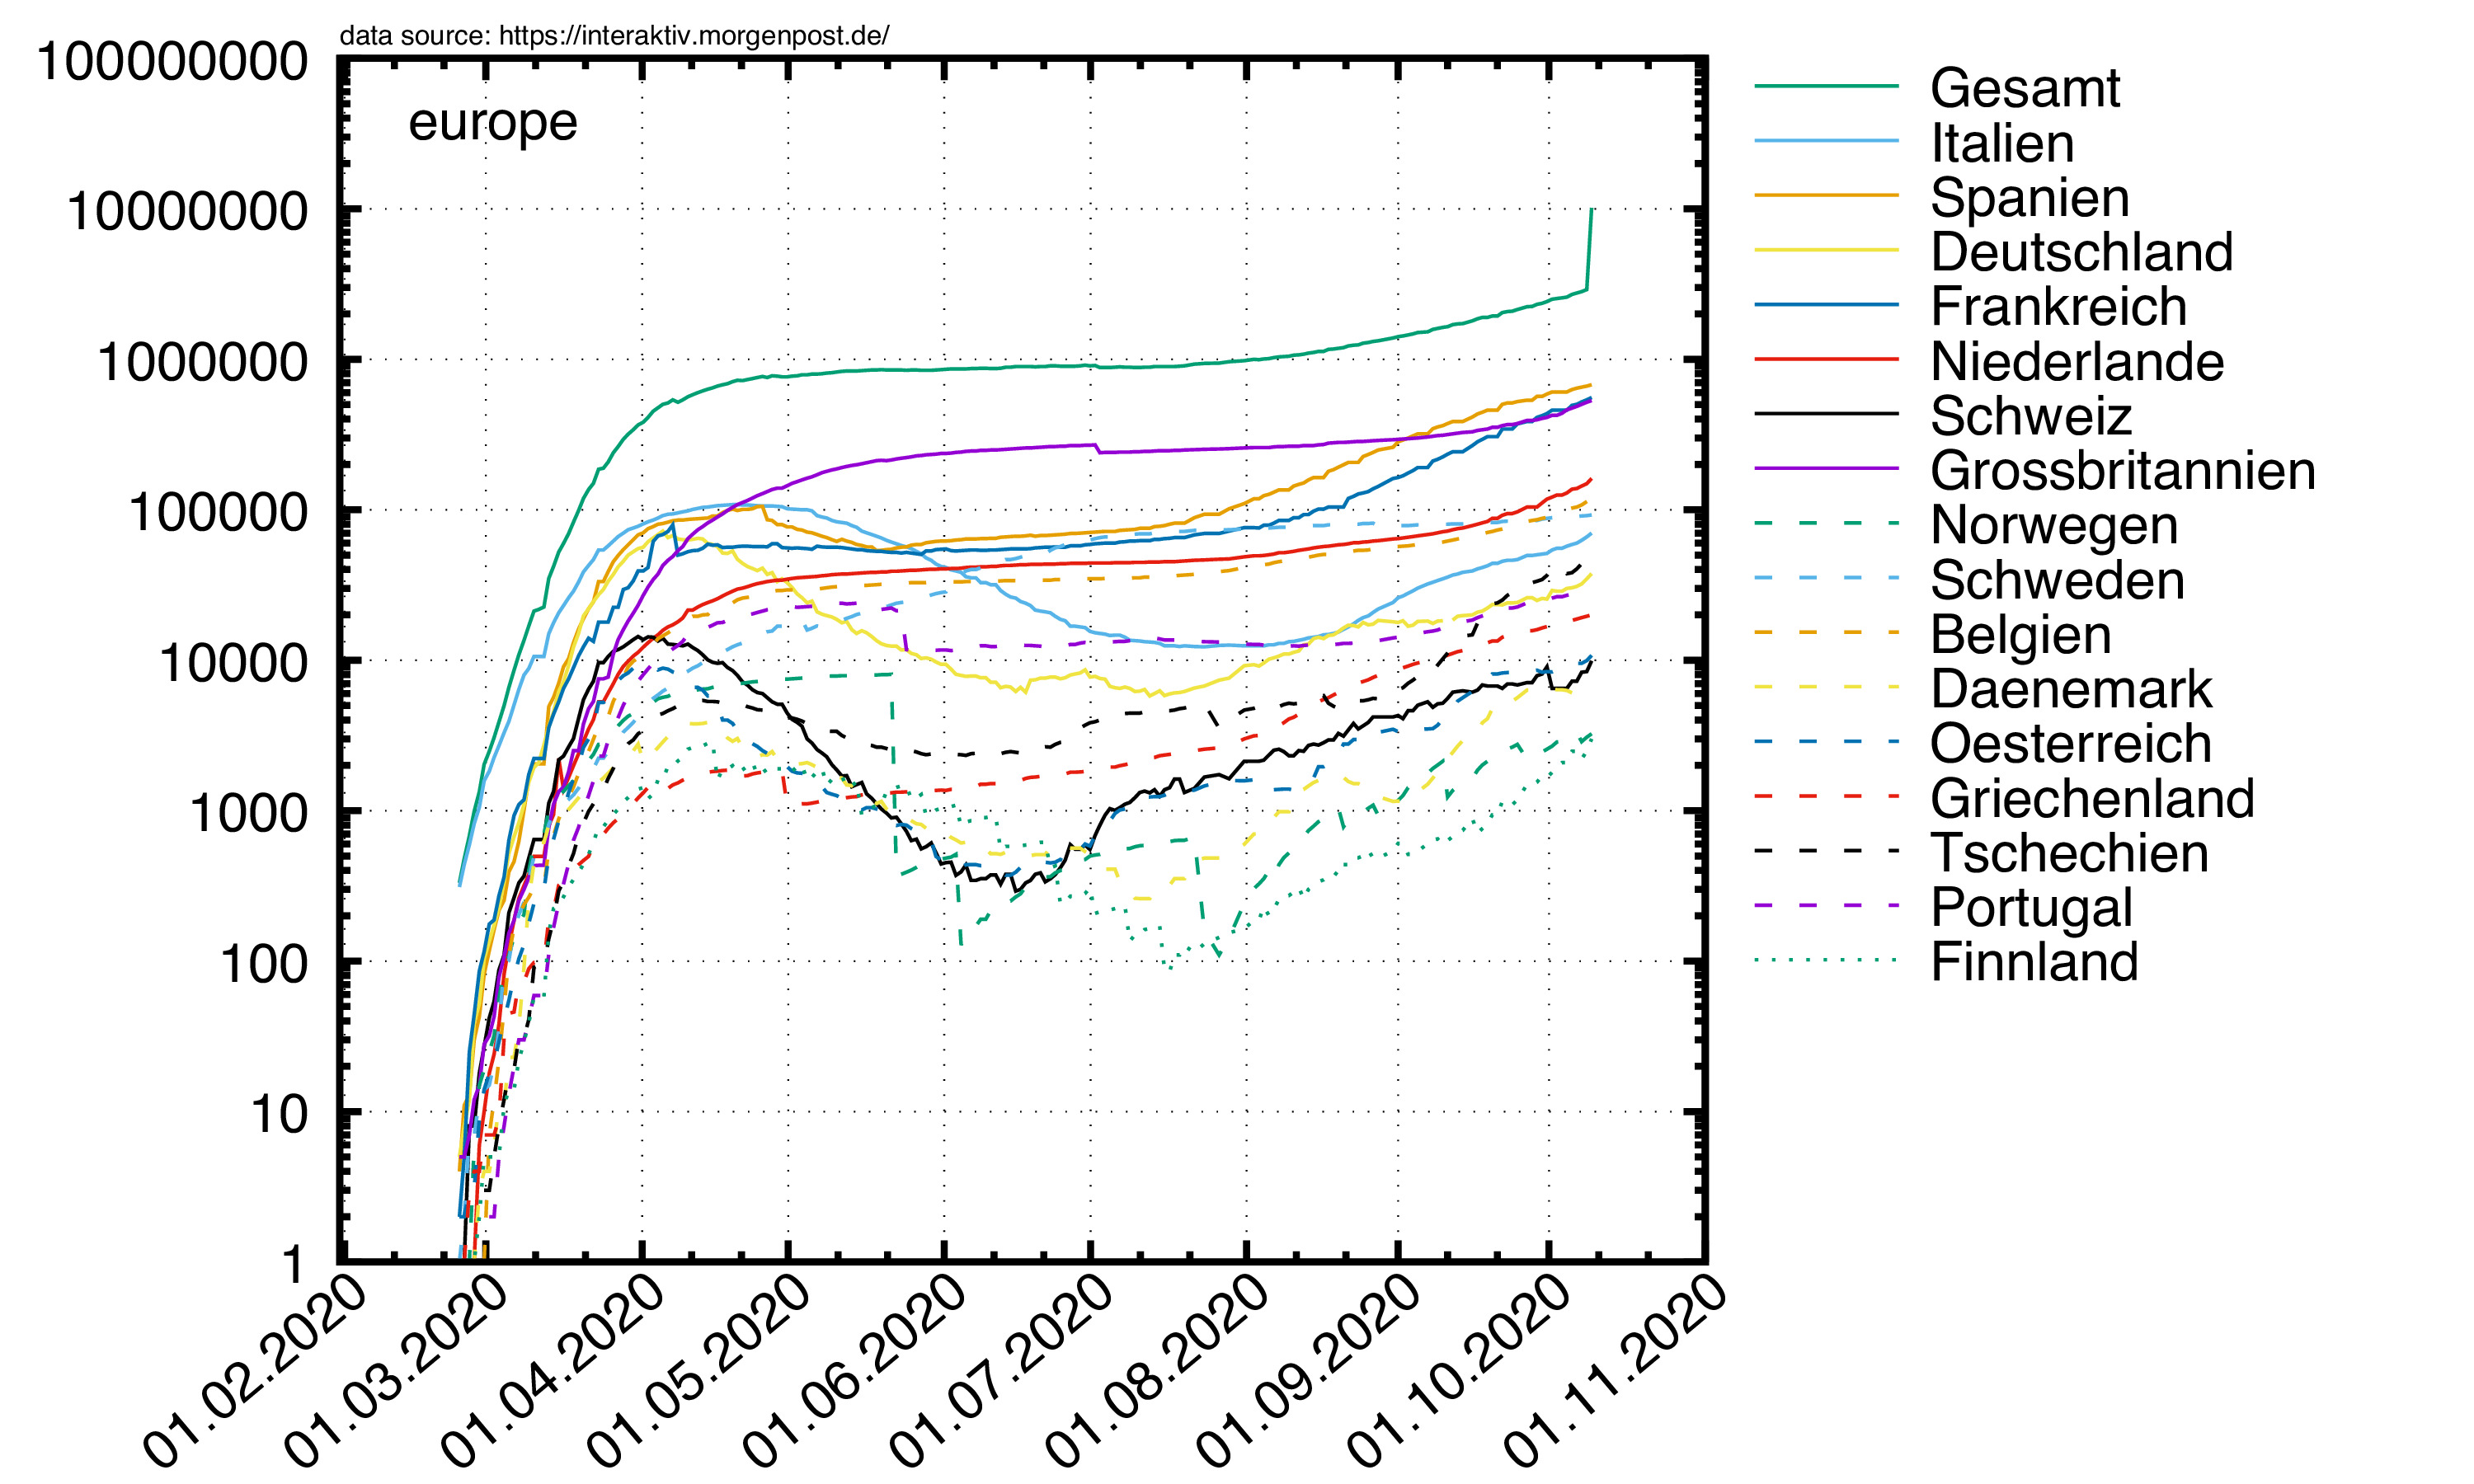 data source: https://interaktiv.morgenpost.de/
europe
100000000
10000000
1000000
100000
10000
1000
100
10
1
01.02.2020
01.03.2020
01.04.2020
01.05.2020
01.06.2020
01.07.2020
01.08.2020
01.09.2020
01.10.2020
01.11.2020
Gesamt
Italien
Spanien
Deutschland
Frankreich
Niederlande
Schweiz
Grossbritannien
Norwegen
Schweden
Belgien
Daenemark
Oesterreich
Griechenland
Tschechien
Portugal
Finnland